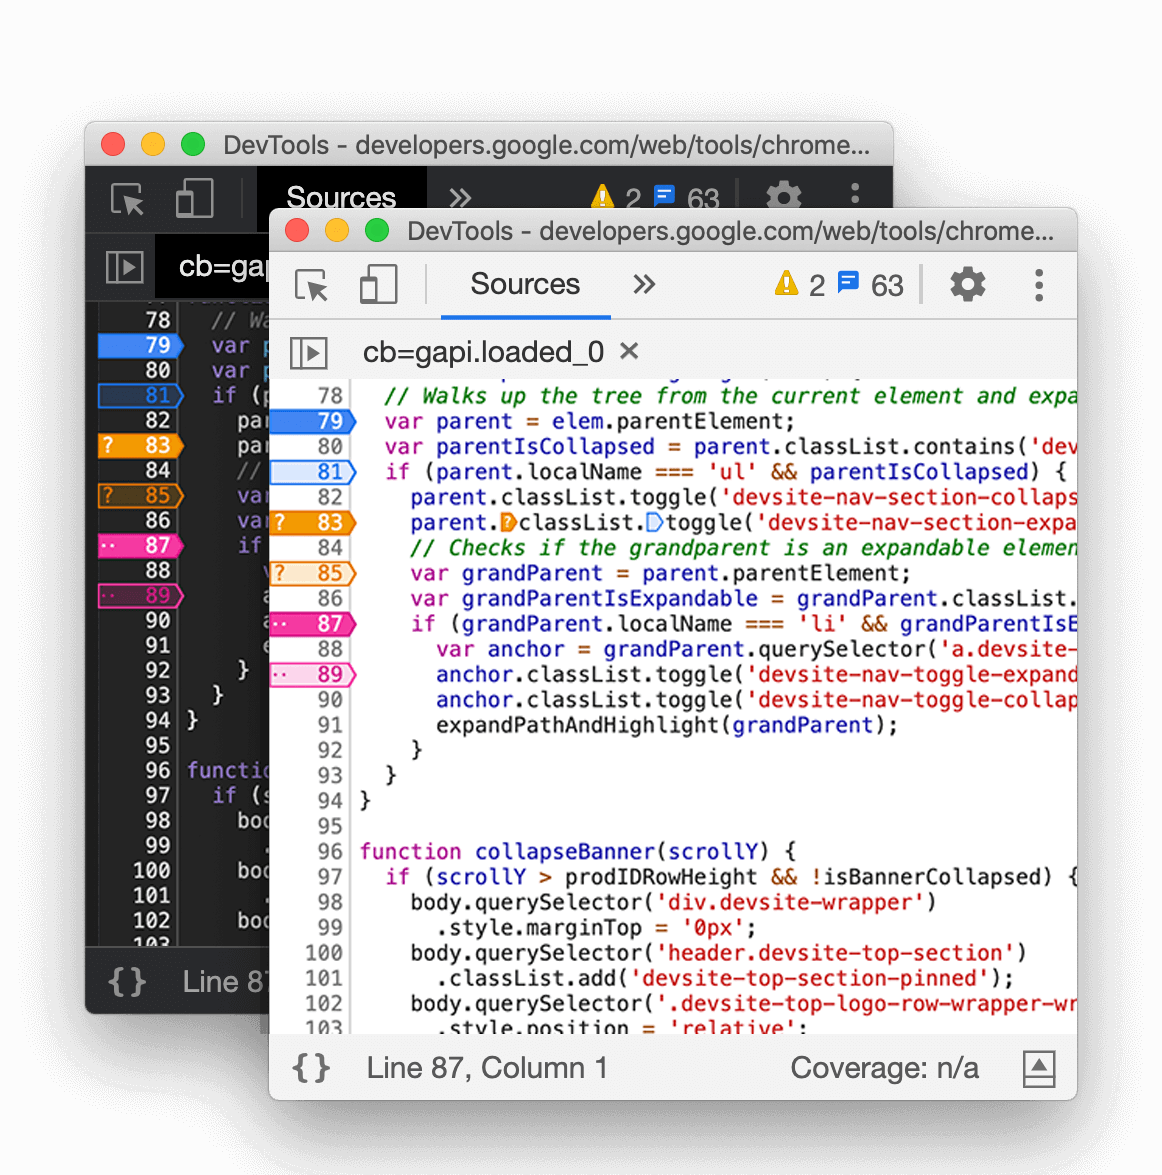 DevTools - developers.google.com/web/tools/chrome...
Sources » 2 63
cb=gap
78 // Wa
79 var p
80 var p
81 if (p
82 par
? 83 par
84 //
? 85 var
86 var
·· 87 if
88 v
·· 89 a
90 a
91 e
92 }
93 }
94 }
95
96 functio
97 if (s
98 bod
99 .
100 bod
101 .
102 bod
103
{} Line 87
DevTools - developers.google.com/web/tools/chrome...
Sources » 2 63
cb=gapi.loaded_0 ×
78 // Walks up the tree from the current element and expa
79 var parent = elem.parentElement;
80 var parentIsCollapsed = parent.classList.contains('dev
81 if (parent.localName === 'ul' && parentIsCollapsed) {
82 parent.classList.toggle('devsite-nav-section-collaps
? 83 parent.?classList.toggle('devsite-nav-section-expa
84 // Checks if the grandparent is an expandable elemen
? 85 var grandParent = parent.parentElement;
86 var grandParentIsExpandable = grandParent.classList.
·· 87 if (grandParent.localName === 'li' && grandParentIsE
88 var anchor = grandParent.querySelector('a.devsite-
·· 89 anchor.classList.toggle('devsite-nav-toggle-expand
90 anchor.classList.toggle('devsite-nav-toggle-collap
91 expandPathAndHighlight(grandParent);
92 }
93 }
94 }
95
96 function collapseBanner(scrollY) {
97 if (scrollY > prodIDRowHeight && !isBannerCollapsed) {
98 body.querySelector('div.devsite-wrapper')
99 .style.marginTop = '0px';
100 body.querySelector('header.devsite-top-section')
101 .classList.add('devsite-top-section-pinned');
102 body.querySelector('.devsite-top-logo-row-wrapper-wr
103 .style.position = 'relative';
{} Line 87, Column 1 Coverage: n/a